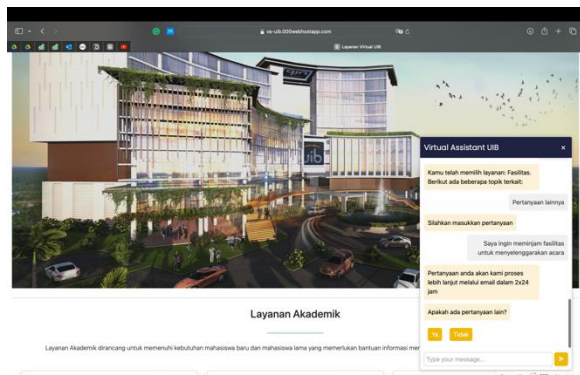 va-uib.000webhostapp.com
Layanan Virtual UIB
uib
Virtual Assistant UIB
×
Kamu telah memilih layanan: Fasilitas.
Berikut ada beberapa topik terkait:
Pertanyaan lainnya
Silahkan masukkan pertanyaan
Saya ingin meminjam fasilitas
untuk menyelenggarakan acara
Pertanyaan anda akan kami proses
lebih lanjut melalui email dalam 2x24
jam
Apakah ada pertanyaan lain?
Ya
Tidak
Type your message...
Layanan Akademik
Layanan Akademik dirancang untuk memenuhi kebutuhan mahasiswa baru dan mahasiswa lama yang memerlukan bantuan informasi